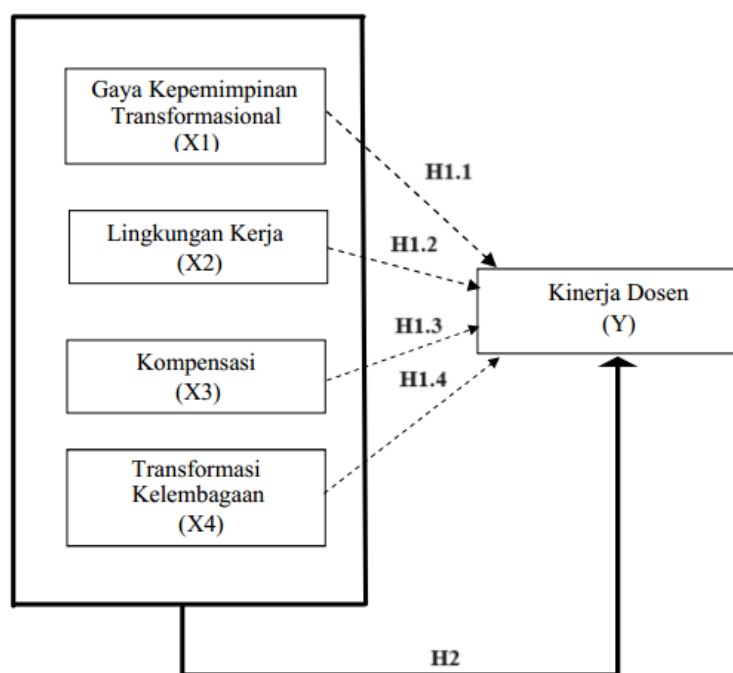 Gaya Kepemimpinan
Transformasional
(X1)
H1.1
Lingkungan Kerja
(X2)
H1.2
Kinerja Dosen
(Y)
Kompensasi
(X3)
H1.3
H1.4
Transformasi
Kelembagaan
(X4)
H2